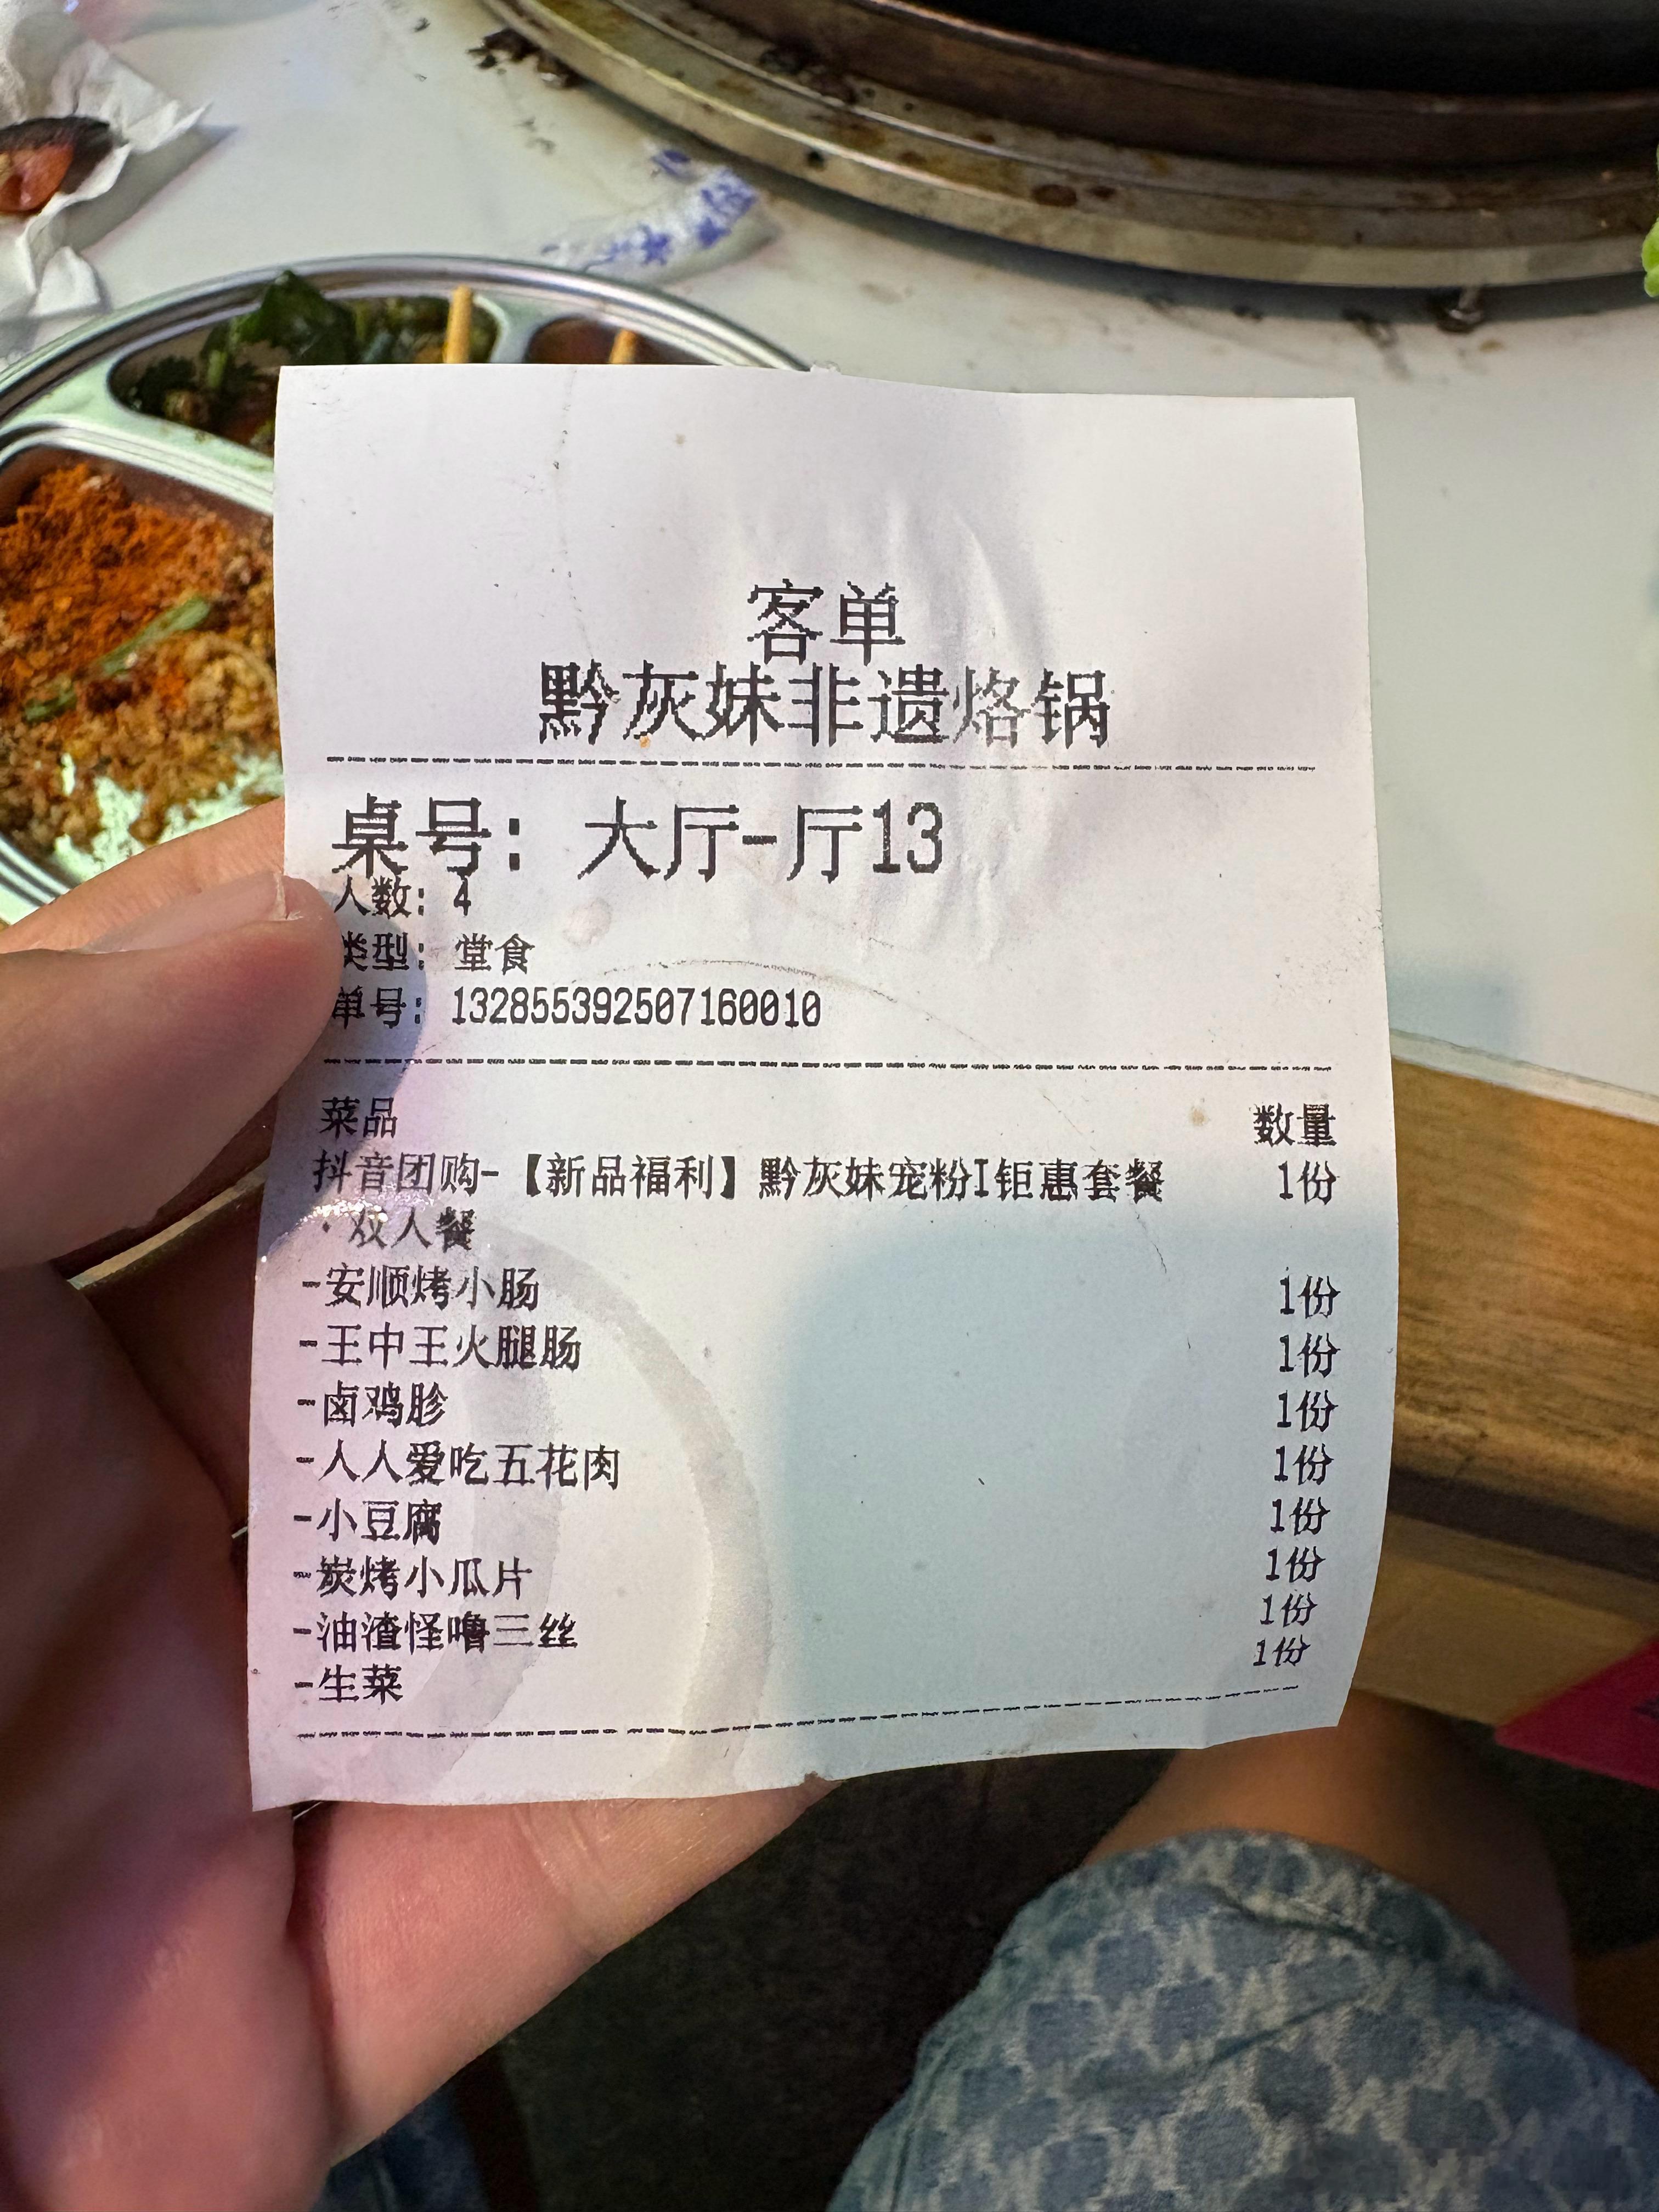 客单
黔灰妹非遗烙锅
桌号: 大厅-厅13
人数: 4
类型: 堂食
单号: 132855392507160010
菜品 数量
抖音团购-【新品福利】黔灰妹宠粉I钜惠套餐 1份
·双人餐
-安顺烤小肠 1份
-王中王火腿肠 1份
-卤鸡胗 1份
-人人爱吃五花肉 1份
-小豆腐 1份
-炭烤小瓜片 1份
-油渣怪噜三丝 1份
-生菜 1份